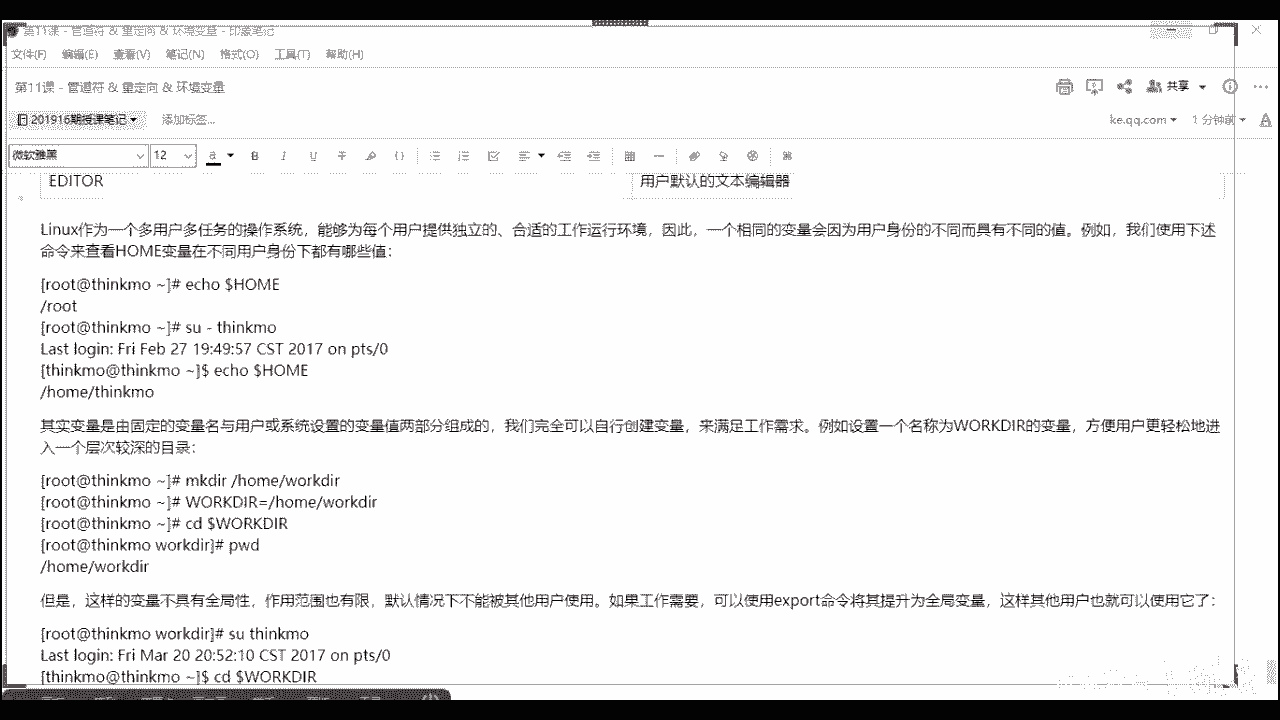 第11课 - 管道符 & 重定向 & 环境变量 - 印象笔记
文件(F) 编辑(E) 查看(V) 笔记(N) 格式(O) 工具(T) 帮助(H)
第11课 - 管道符 & 重定向 & 环境变量
共享
201916期授课笔记
添加标签...
ke.qq.com
1 分钟前
微软雅黑
12
EDITOR
用户默认的文本编辑器
Linux作为一个多用户多任务的操作系统，能够为每个用户提供独立的、合适的工作运行环境，因此，一个相同的变量会因为用户身份的不同而具有不同的值。例如，我们使用下述
命令来查看HOME变量在不同用户身份下都有哪些值：
[root@thinkmo ~]# echo $HOME
/root
[root@thinkmo ~]# su - thinkmo
Last login: Fri Feb 27 19:49:57 CST 2017 on pts/0
[thinkmo@thinkmo ~]$ echo $HOME
/home/thinkmo
其实变量是由固定的变量名与用户或系统设置的变量值两部分组成的，我们完全可以自行创建变量，来满足工作需求。例如设置一个名称为WORKDIR的变量，方便用户更轻松地进
入一个层次较深的目录：
[root@thinkmo ~]# mkdir /home/workdir
[root@thinkmo ~]# WORKDIR=/home/workdir
[root@thinkmo ~]# cd $WORKDIR
[root@thinkmo workdir]# pwd
/home/workdir
但是，这样的变量不具有全局性，作用范围也有限，默认情况下不能被其他用户使用。如果工作需要，可以使用export命令将其提升为全局变量，这样其他用户也就可以使用它了：
[root@thinkmo workdir]# su thinkmo
Last login: Fri Mar 20 20:52:10 CST 2017 on pts/0
[thinkmo@thinkmo ~]$ cd $WORKDIR